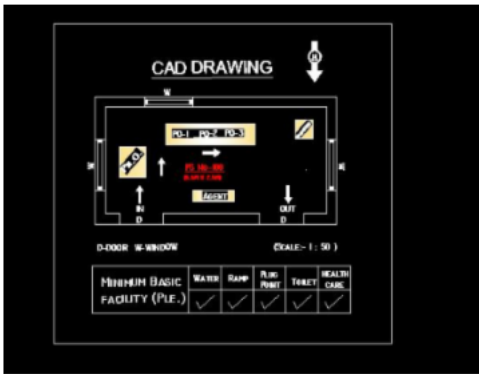 CAD DRAWING
W
PO-1 PO-2 PO-3
P.O.
AGENT
IN
OUT
D
D
D-DOOR W-WINDOW
(SCALE:- 1 : 50 )
MINIMUM BASIC FACILITY (PLE.)
WATER
RAMP
PLUG POINT
TOILET
HEALTH CARE